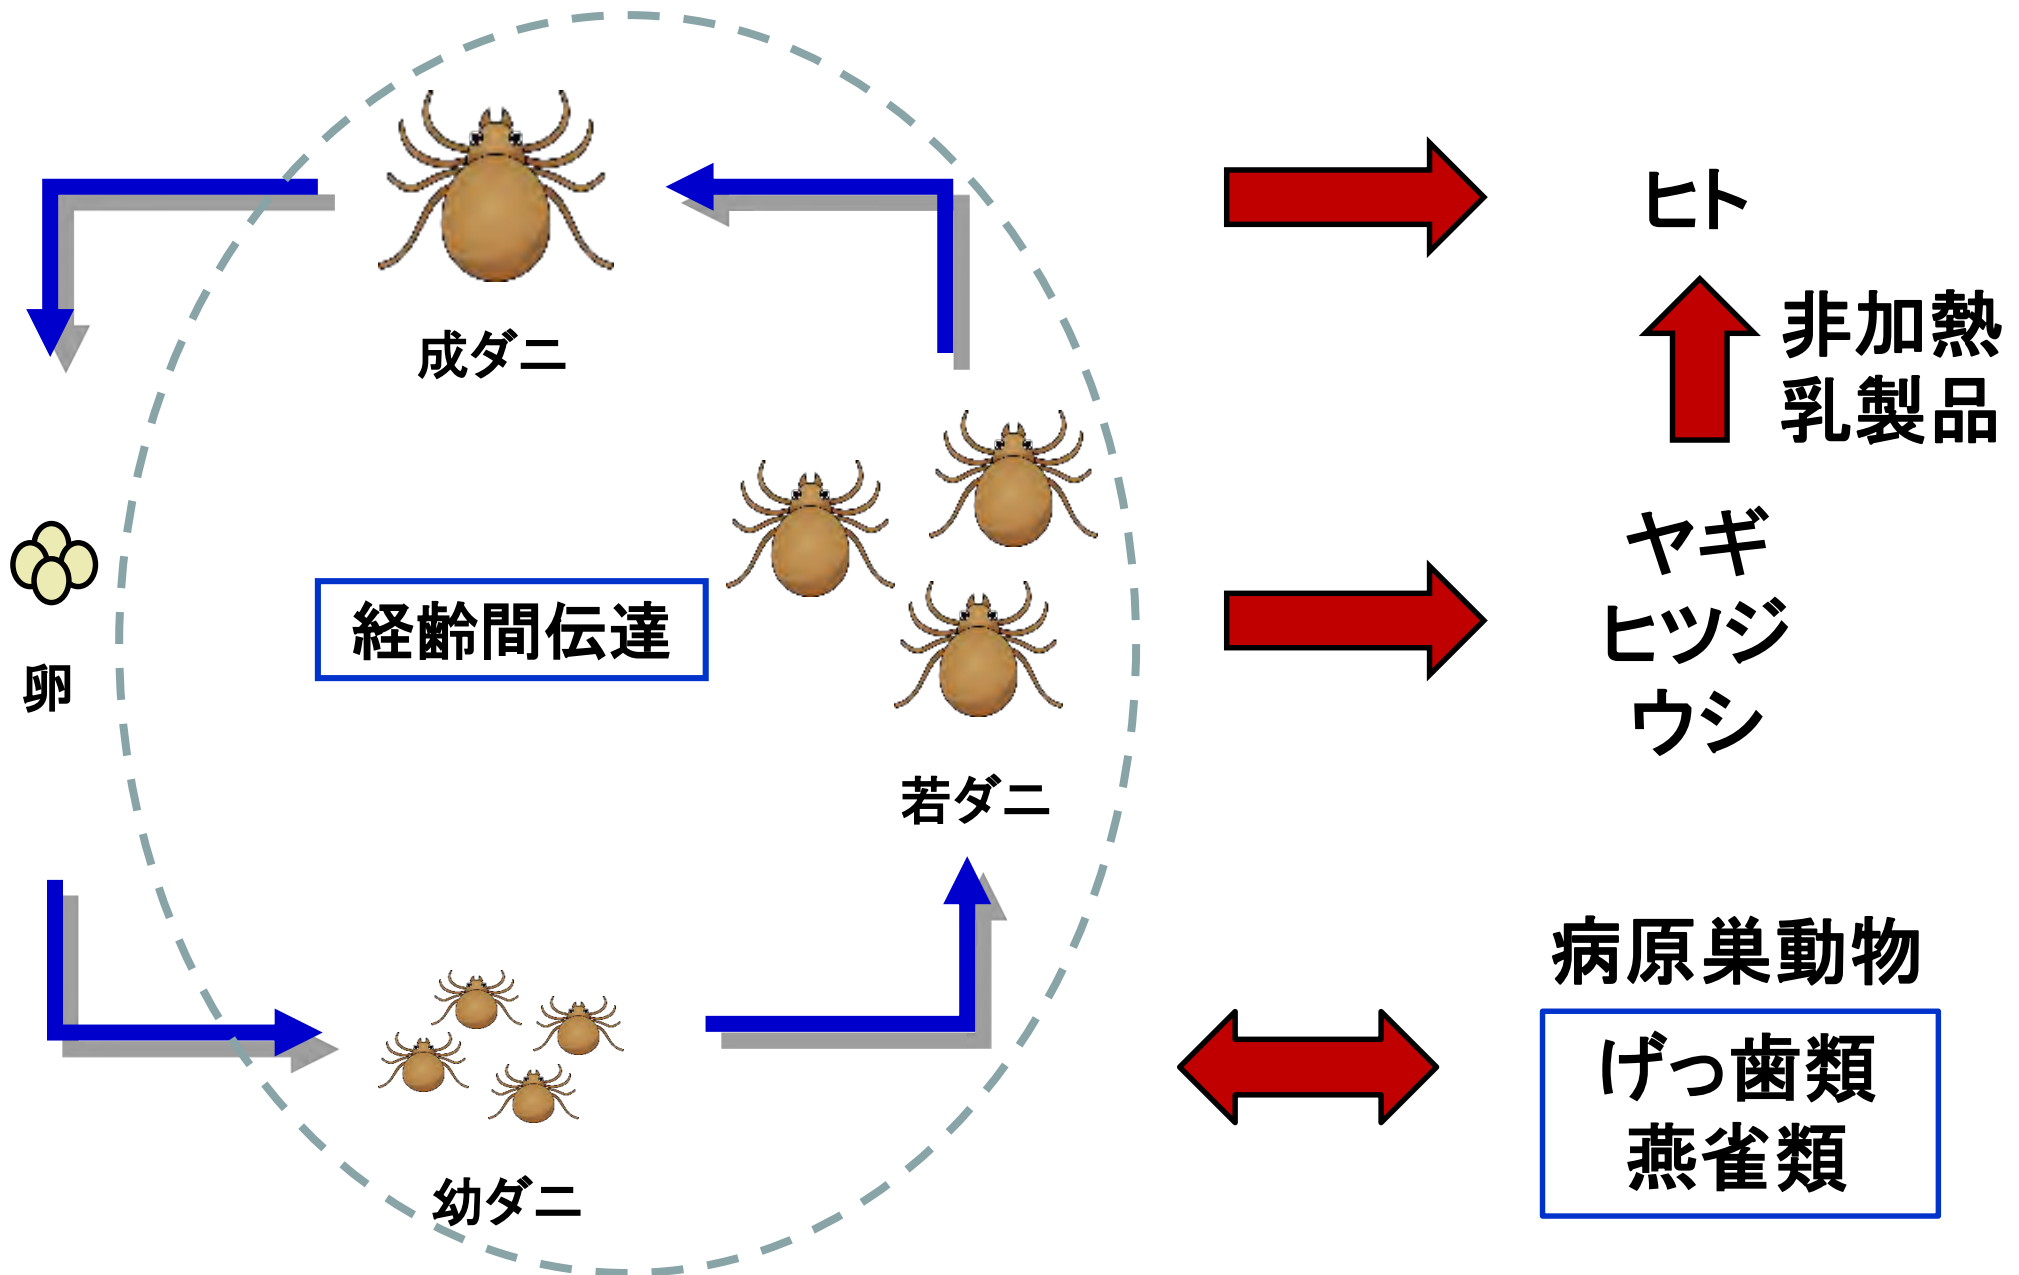 成ダニ
ヒト
非加熱
乳製品
卵
経齢間伝達
若ダニ
ヤギ
ヒツジ
ウシ
幼ダニ
病原巣動物
げっ歯類
燕雀類